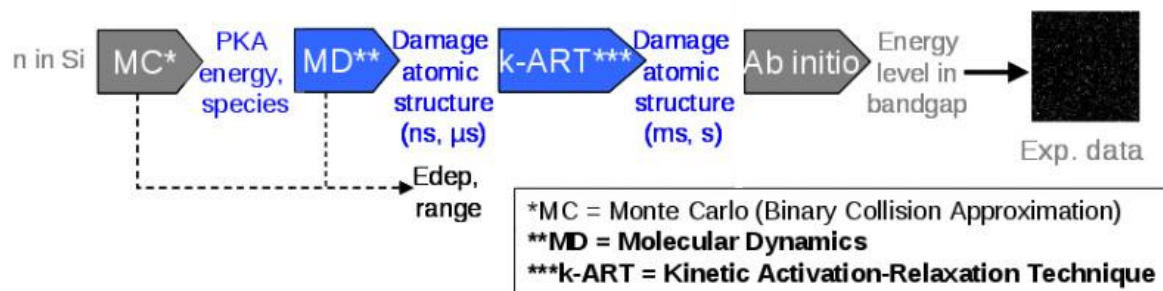 n in Si
MC*
PKA
energy,
species
MD**
Damage
atomic
structure
(ns, µs)
k-ART***
Damage
atomic
structure
(ms, s)
Ab initio
Energy
level in
bandgap
Exp. data
Edep,
range
*MC = Monte Carlo (Binary Collision Approximation)
**MD = Molecular Dynamics
***k-ART = Kinetic Activation-Relaxation Technique